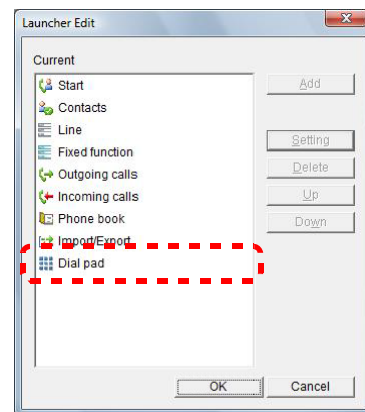 Launcher Edit
Current
Start
Contacts
Line
Fixed function
Outgoing calls
Incoming calls
Phone book
Import/Export
Dial pad
Add
Setting
Delete
Up
Down
OK
Cancel